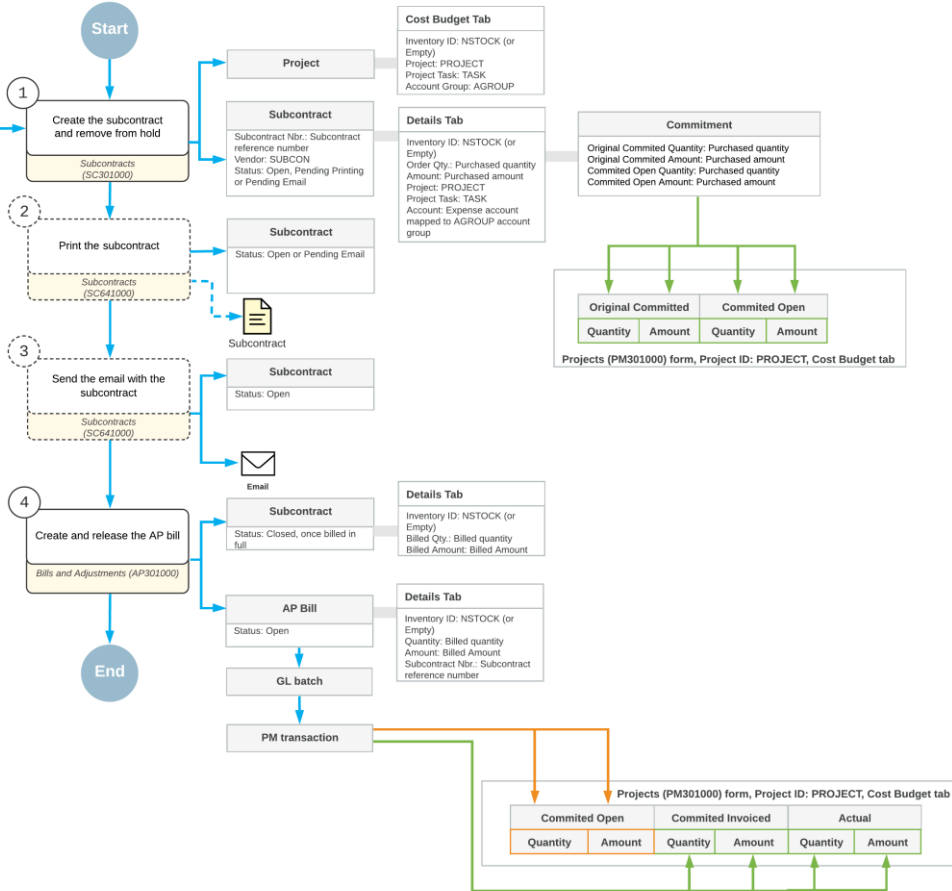 Start
1
Create the subcontract
and remove from hold
Subcontracts
(SC301000)
Project
Cost Budget Tab
Inventory ID: NSTOCK (or
Empty)
Project: PROJECT
Project Task: TASK
Account Group: AGROUP
Subcontract
Subcontract Nbr.: Subcontract
reference number
Vendor: SUBCON
Status: Open, Pending Printing
or Pending Email
Details Tab
Inventory ID: NSTOCK (or
Empty)
Order Qty.: Purchased quantity
Amount: Purchased amount
Project: PROJECT
Project Task: TASK
Account: Expense account
mapped to AGROUP account
group
Commitment
Original Commited Quantity: Purchased quantity
Original Commited Amount: Purchased amount
Commited Open Quantity: Purchased quantity
Commited Open Amount: Purchased amount
Original Committed
Commited Open
Quantity
Amount
Quantity
Amount
Projects (PM301000) form, Project ID: PROJECT, Cost Budget tab
2
Print the subcontract
Subcontracts
(SC641000)
Subcontract
Status: Open or Pending Email
Subcontract
3
Send the email with the
subcontract
Subcontracts
(SC641000)
Subcontract
Status: Open
Email
4
Create and release the AP bill
Bills and Adjustments (AP301000)
Subcontract
Status: Closed, once billed in
full
Details Tab
Inventory ID: NSTOCK (or
Empty)
Billed Qty.: Billed quantity
Billed Amount: Billed Amount
AP Bill
Status: Open
Details Tab
Inventory ID: NSTOCK (or
Empty)
Quantity: Billed quantity
Amount: Billed Amount
Subcontract Nbr.: Subcontract
reference number
End
GL batch
PM transaction
Projects (PM301000) form, Project ID: PROJECT, Cost Budget tab
Commited Open
Commited Invoiced
Actual
Quantity
Amount
Quantity
Amount
Quantity
Amount